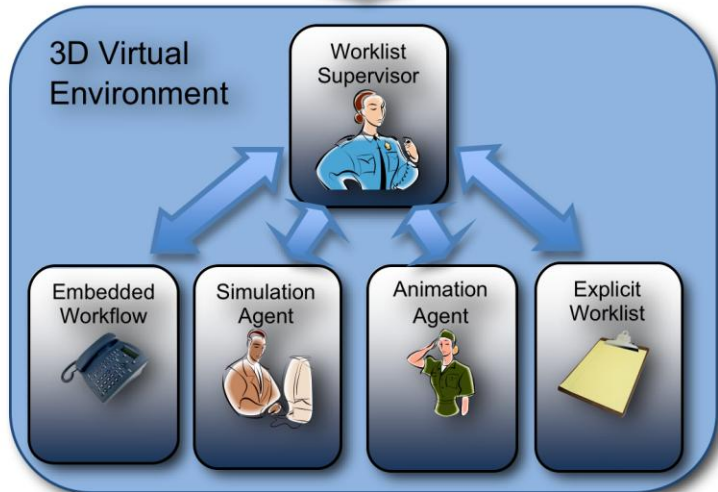 3D Virtual
Environment
Worklist
Supervisor
Embedded
Workflow
Simulation
Agent
Animation
Agent
Explicit
Worklist